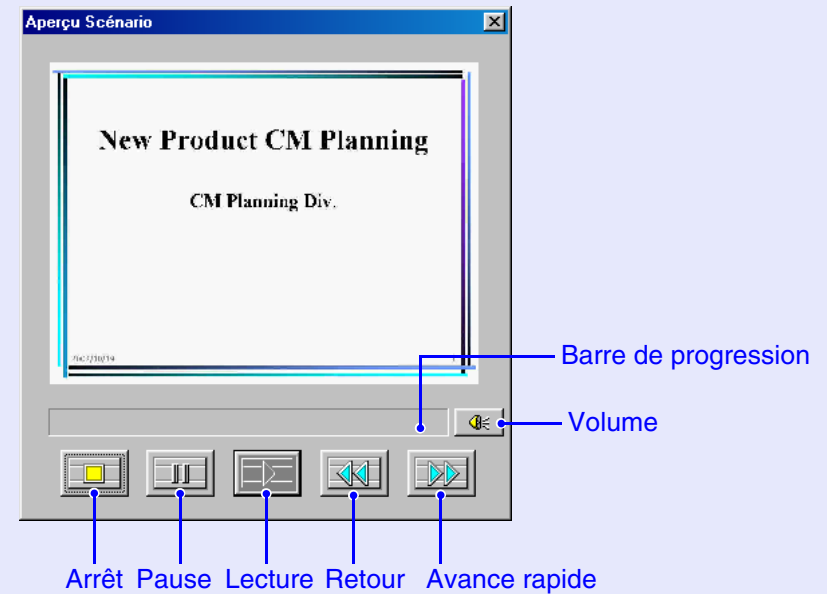 Aperçu Scénario
New Product CM Planning
CM Planning Div.
Barre de progression
Volume
Arrêt Pause Lecture Retour Avance rapide